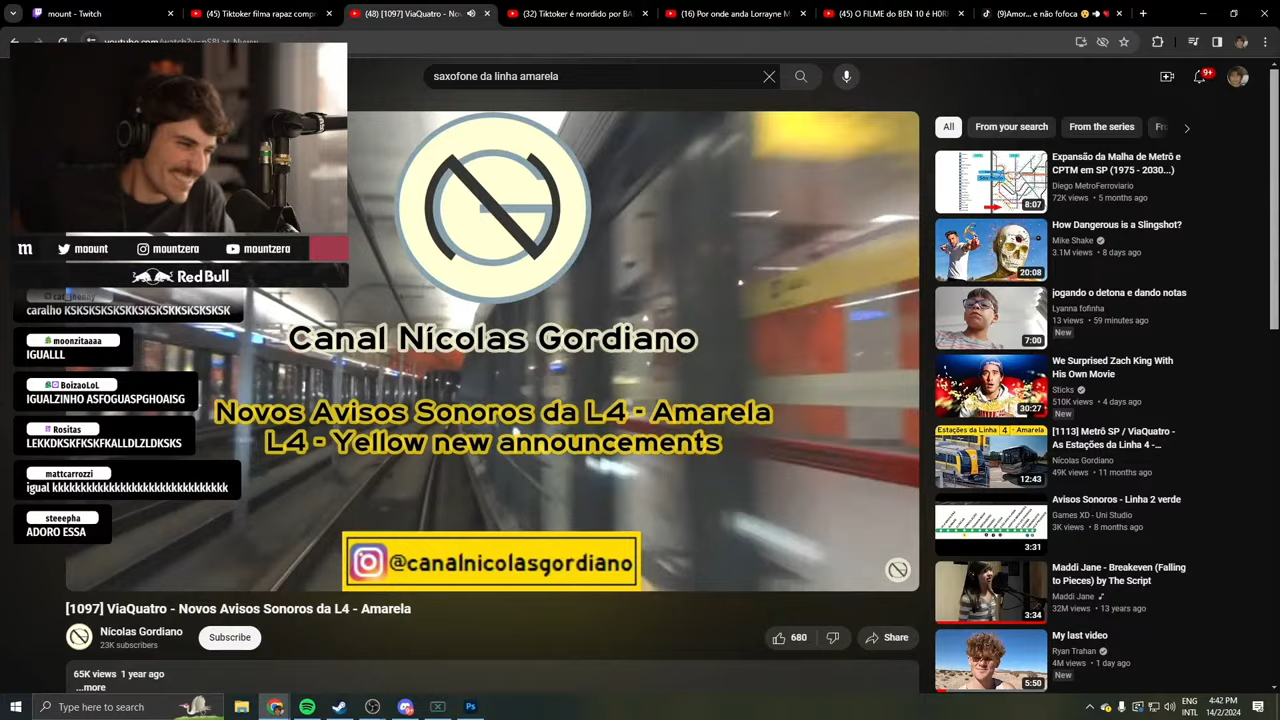 mount - Twitch
(45) Tiktoker filma rapaz compr
(48) [1097] ViaQuatro - No
(32) Tiktoker é mordido por BA
(16) Por onde anda Lorrayne M
(45) O FILME do BEN 10 é H0R
(9)Amor... e não fofoca
saxofone da linha amarela
9+
All
From your search
From the series
m
moount
mountzera
mountzera
Red Bull
caralho KSKSKSKSKSKKSKSK5KKSKSKSKSK
moonzitaaaa
IGUALLL
BoizaoLoL
IGUALZINHO ASFOGUASPGHOAISG
Rositas
LEKKDKSKFKSKFKALLDLZLDKSKS
mattcarrozzi
igual kkkkkkkkkkkkkkkkkkkkkkkkkkkk
steeepha
ADORO ESSA
Canal Nícolas Gordiano
Novos Avisos Sonoros da L4 - Amarela
L4 - Yellow new announcements
@canalnicolasgordiano
[1097] ViaQuatro - Novos Avisos Sonoros da L4 - Amarela
Nícolas Gordiano
23K subscribers
Subscribe
680
Share
65K views 1 year ago
...more
Expansão da Malha de Metrô e
CPTM em SP (1975 - 2030...)
Diego MetroFerroviario
72K views • 5 months ago
8:07
How Dangerous is a Slingshot?
Mike Shake
3.1M views • 8 days ago
20:08
jogando o detona e dando notas
Lyanna fofinha
13 views • 59 minutes ago
New
7:00
We Surprised Zach King With
His Own Movie
Sticks
510K views • 4 days ago
New
30:27
Estações da Linha 4 - Amarela
[1113] Metrô SP / ViaQuatro -
As Estações da Linha 4 -...
Nícolas Gordiano
49K views • 11 months ago
12:43
Avisos Sonoros - Linha 2 verde
Games XD - Uni Studio
3K views • 8 months ago
3:31
Maddi Jane - Breakeven (Falling
to Pieces) by The Script
Maddi Jane
32M views • 13 years ago
3:34
My last video
Ryan Trahan
4M views • 1 day ago
New
5:50
Type here to search
ENG
INTL
4:42 PM
14/2/2024